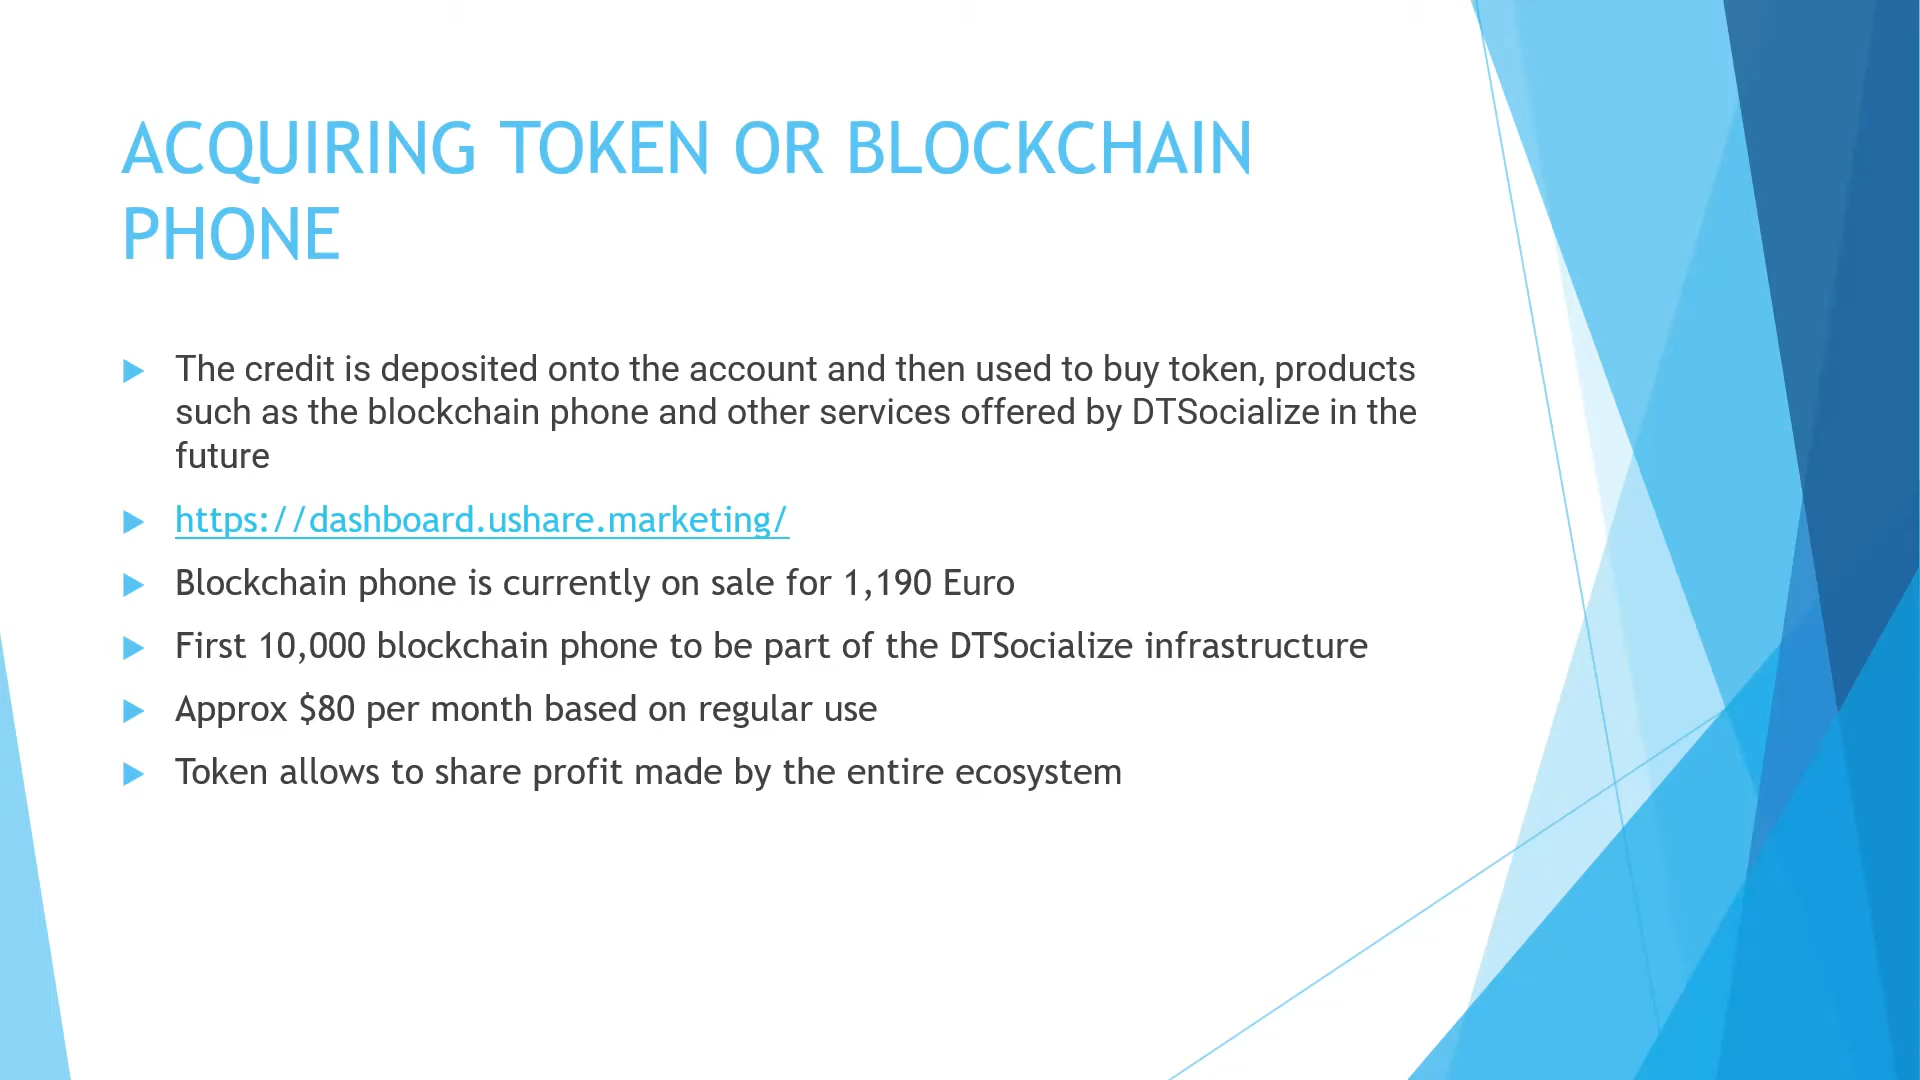 ACQUIRING TOKEN OR BLOCKCHAIN
PHONE
The credit is deposited onto the account and then used to buy token, products
such as the blockchain phone and other services offered by DTSocialize in the
future
https://dashboard.ushare.marketing/
Blockchain phone is currently on sale for 1,190 Euro
First 10,000 blockchain phone to be part of the DTSocialize infrastructure
Approx $80 per month based on regular use
Token allows to share profit made by the entire ecosystem